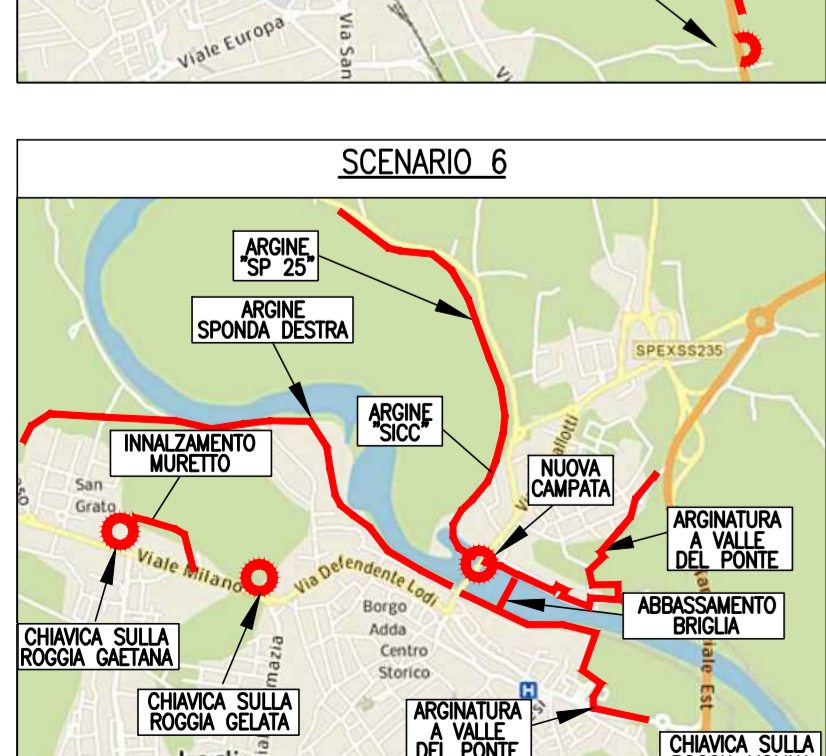 Viale Europa
Via San
SCENARIO 6
ARGINE
"SP 25"
ARGINE
SPONDA DESTRA
SPEXSS235
ARGINE
"SICC"
INNALZAMENTO
MURETTO
NUOVA
CAMPATA
San
Grato
ARGINATURA
A VALLE
DEL PONTE
Viale Milano
Via Defendente Lodi
ABBASSAMENTO
BRIGLIA
Borgo
Adda
Centro
Storico
CHIAVICA SULLA
ROGGIA GAETANA
CHIAVICA SULLA
ROGGIA GELATA
H
ARGINATURA
A VALLE
DEL PONTE
iale Est
CHIAVICA SULLA